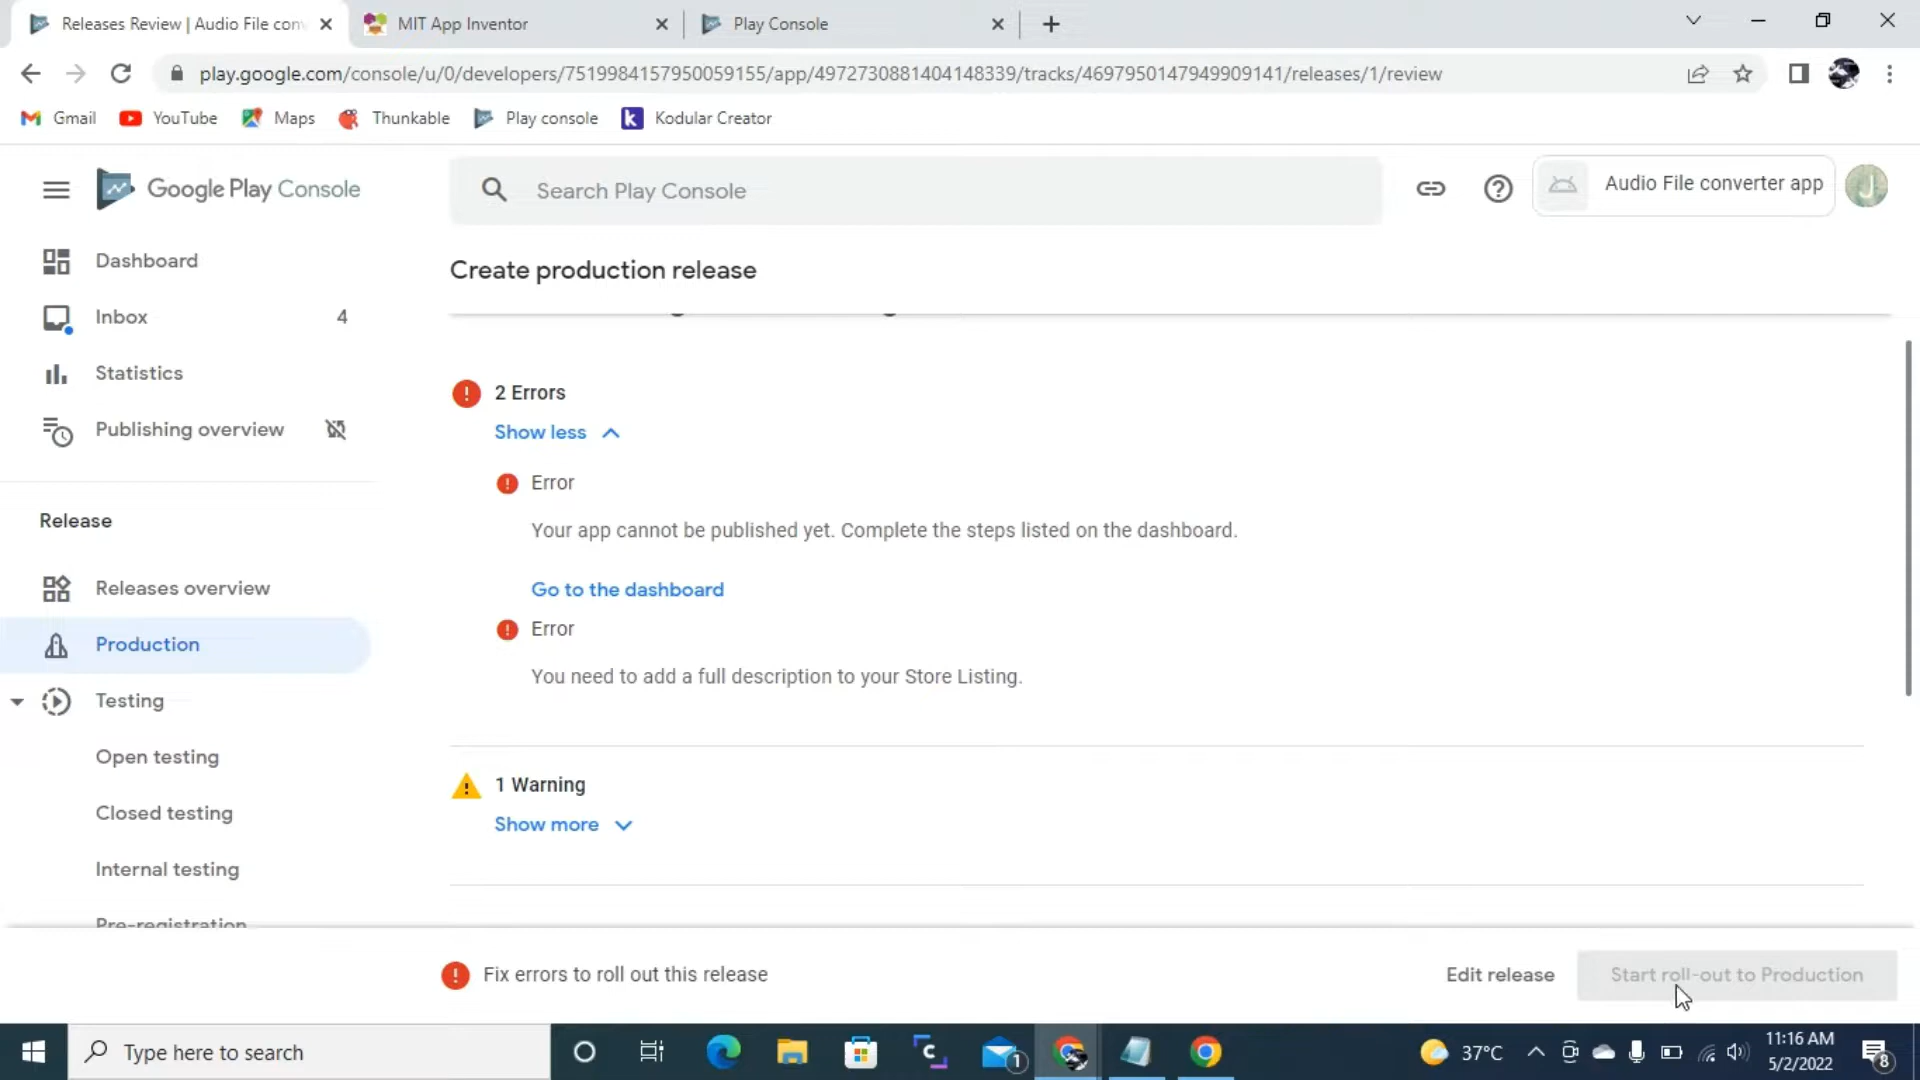 Releases Review | Audio File con
MIT App Inventor
Play Console
play.google.com/console/u/0/developers/7519984157950059155/app/4972730881404148339/tracks/4697950147949909141/releases/1/review
Gmail
YouTube
Maps
Thunkable
Play console
k
Kodular Creator
Google Play Console
Search Play Console
Audio File converter app
J
Dashboard
Inbox
4
Statistics
Publishing overview
Release
Releases overview
Production
Testing
Open testing
Closed testing
Internal testing
Pre-registration
Create production release
2 Errors
Show less
Error
Your app cannot be published yet. Complete the steps listed on the dashboard.
Go to the dashboard
Error
You need to add a full description to your Store Listing.
1 Warning
Show more
Fix errors to roll out this release
Edit release
Start roll-out to Production
Type here to search
1
37°C
11:16 AM
5/2/2022
8